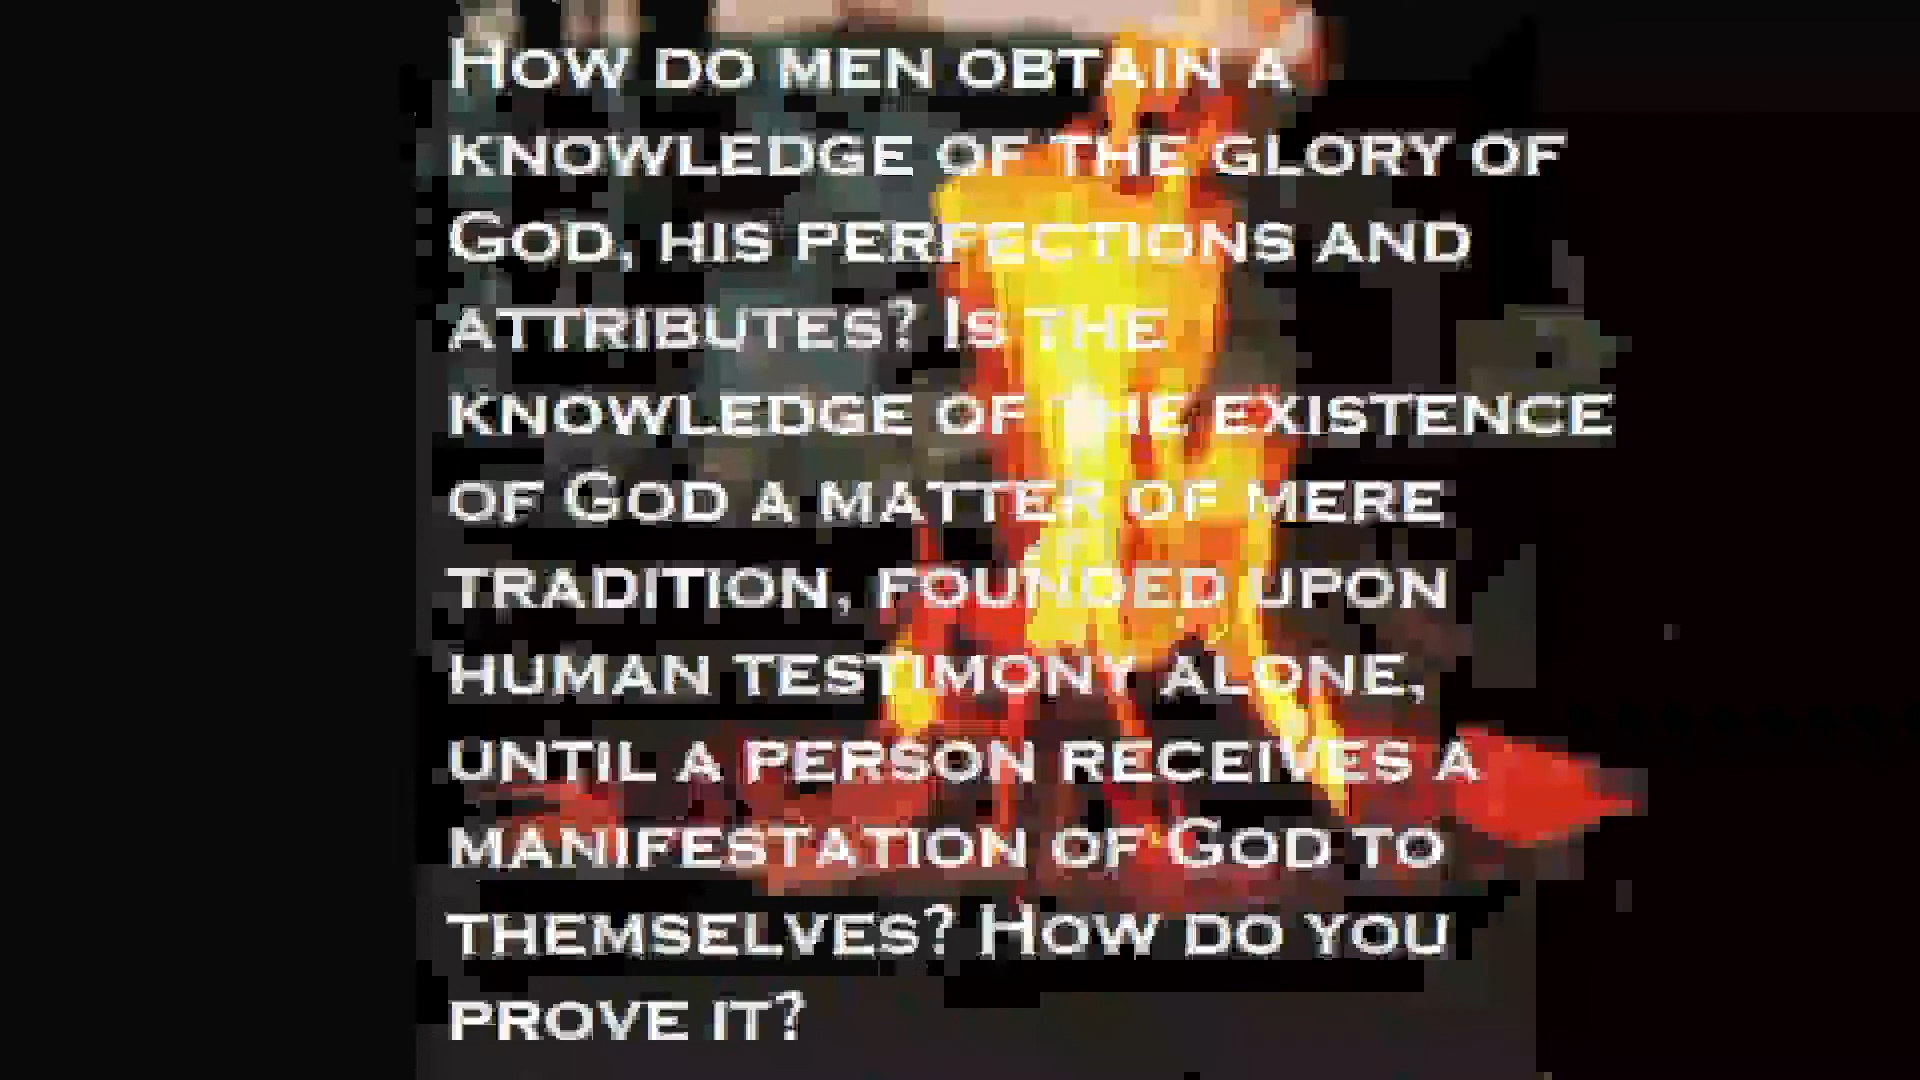 How do men obtain a
knowledge of the glory of
God, his perfections and
attributes? Is the
knowledge of the existence
of God a matter of mere
tradition, founded upon
human testimony alone,
until a person receives a
manifestation of God to
themselves? How do you
prove it?